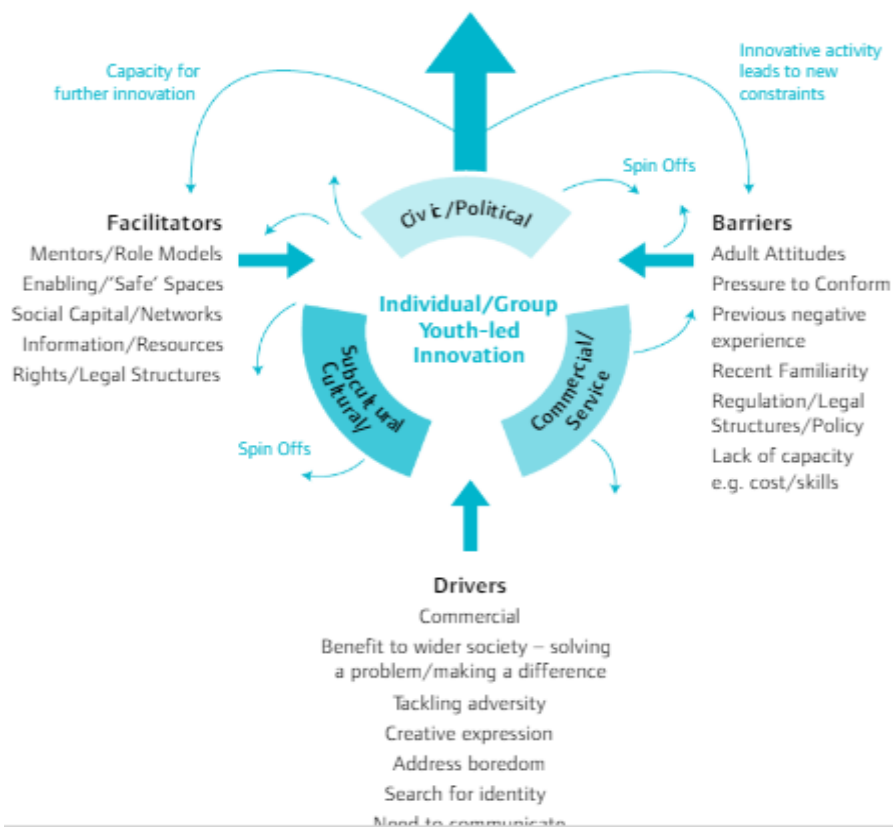 Capacity for
further innovation
Innovative activity
leads to new
constraints
Spin Offs
Civic/Political
Facilitators
Mentors/Role Models
Enabling/‘Safe’ Spaces
Social Capital/Networks
Information/Resources
Rights/Legal Structures
Barriers
Adult Attitudes
Pressure to Conform
Previous negative
experience
Recent Familiarity
Regulation/Legal
Structures/Policy
Lack of capacity
e.g. cost/skills
Individual/Group
Youth-led
Innovation
Cultural/
Subcultural
Commercial/
Service
Spin Offs
Drivers
Commercial
Benefit to wider society – solving
a problem/making a difference
Tackling adversity
Creative expression
Address boredom
Search for identity
Need to communicate